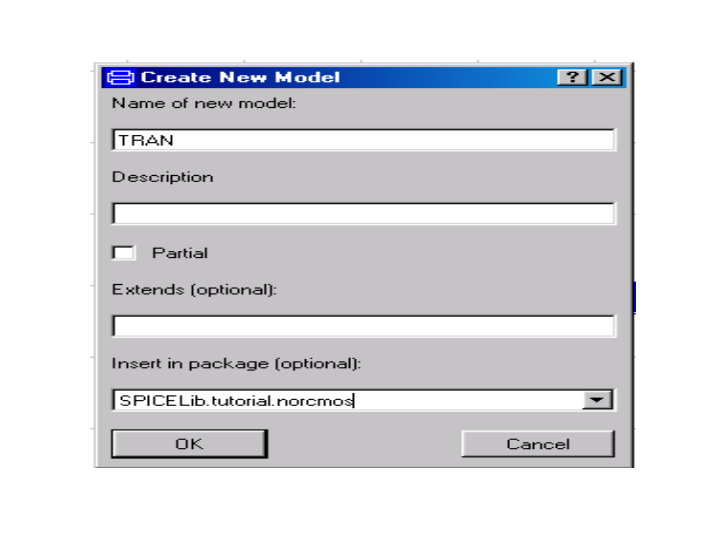 Create New Model
Name of new model:
TRAN
Description
Partial
Extends (optional):
Insert in package (optional):
SPICELib.tutorial.norcmos
OK Cancel